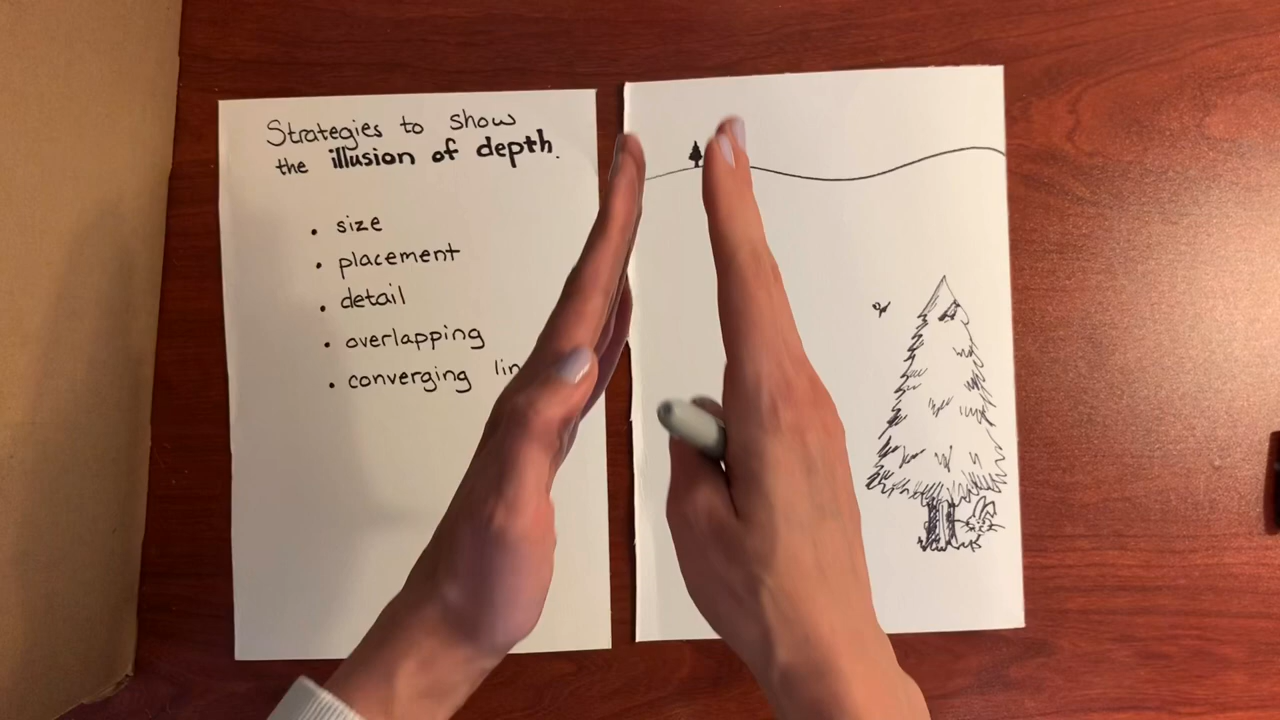 Strategies to show
the illusion of depth.
• size
• placement
• detail
• overlapping
• converging